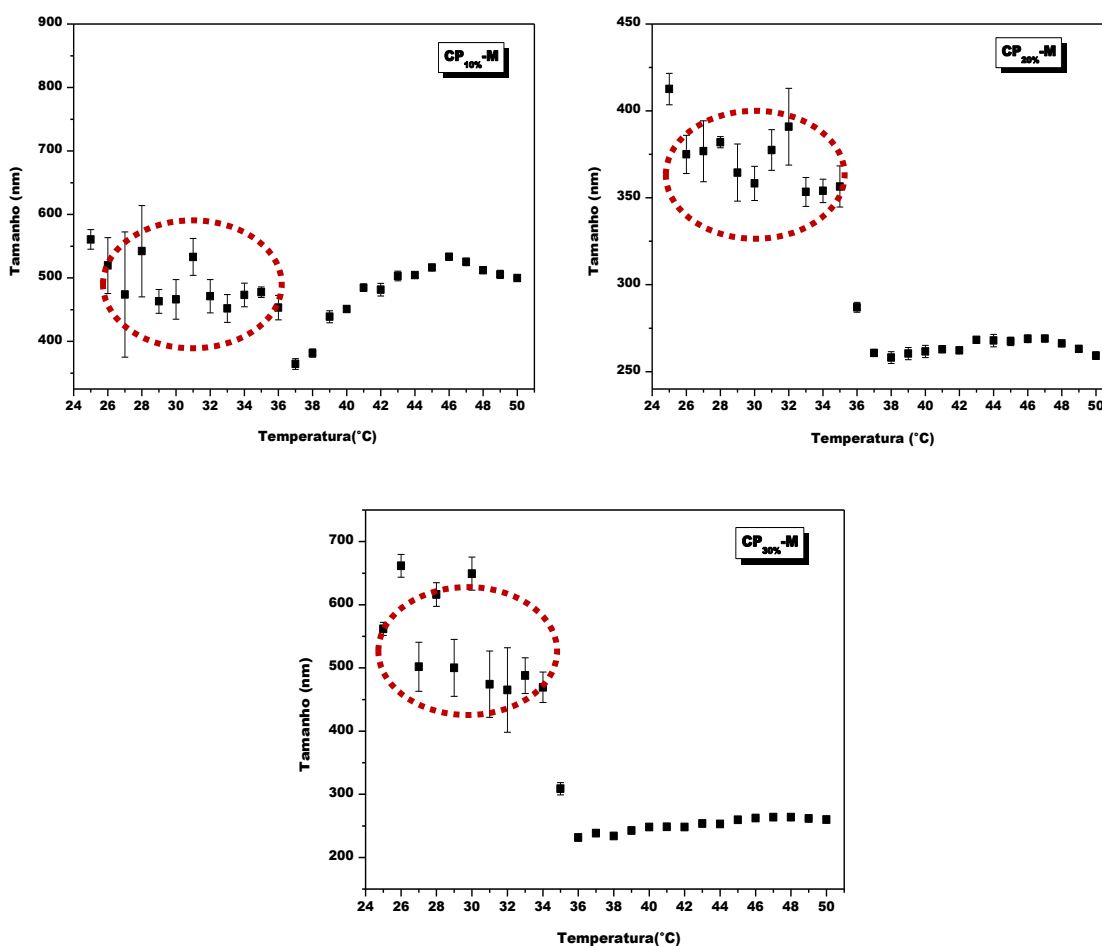 CP10%-M
Tamanho (nm)
900
800
700
600
500
400
24 26 28 30 32 34 36 38 40 42 44 46 48 50
Temperatura(°C)
CP20%-M
Tamanho (nm)
450
400
350
300
250
24 26 28 30 32 34 36 38 40 42 44 46 48 50
Temperatura (°C)
CP30%-M
Tamanho (nm)
700
600
500
400
300
200
24 26 28 30 32 34 36 38 40 42 44 46 48 50
Temperatura(°C)